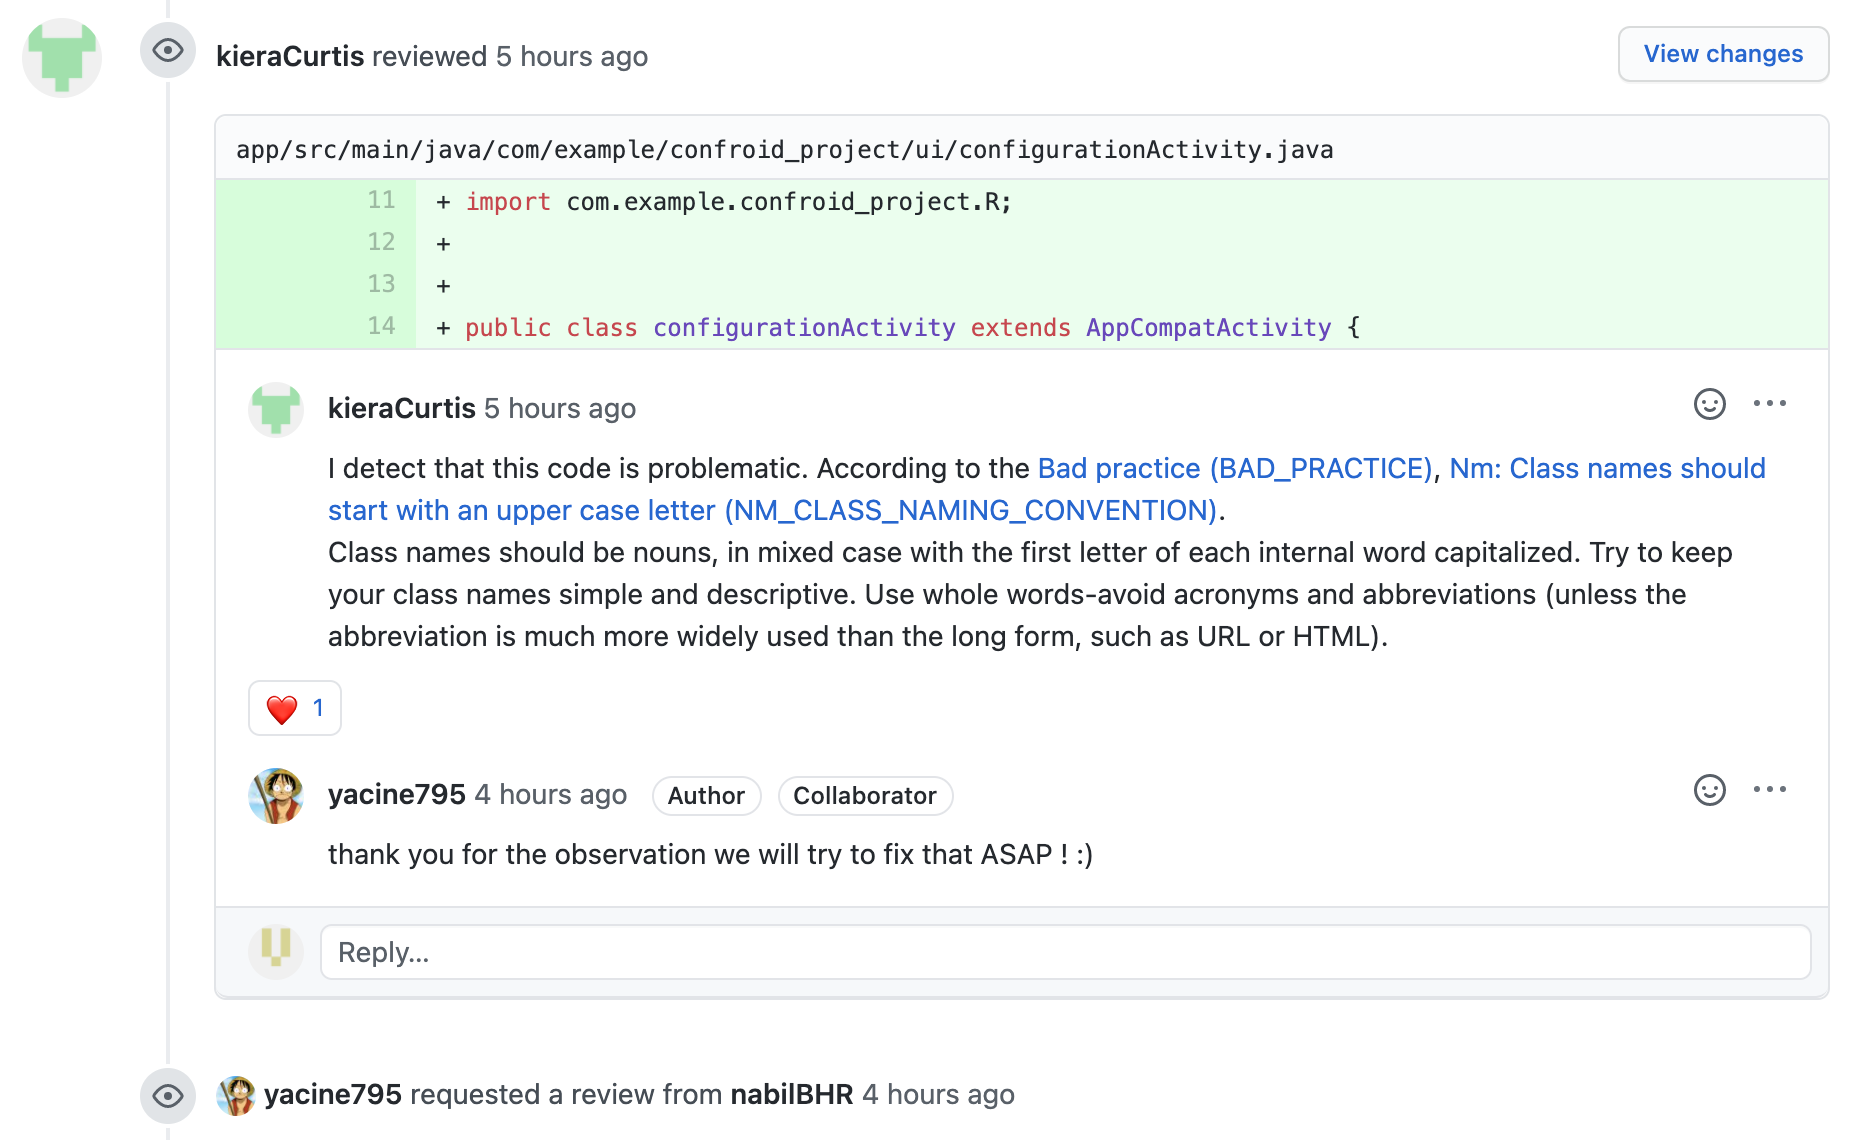 kieraCurtis reviewed 5 hours ago
View changes
app/src/main/java/com/example/confroid_project/ui/configurationActivity.java
11 + import com.example.confroid_project.R;
12 +
13 +
14 + public class configurationActivity extends AppCompatActivity {
kieraCurtis 5 hours ago
I detect that this code is problematic. According to the Bad practice (BAD_PRACTICE), Nm: Class names should
start with an upper case letter (NM_CLASS_NAMING_CONVENTION).
Class names should be nouns, in mixed case with the first letter of each internal word capitalized. Try to keep
your class names simple and descriptive. Use whole words-avoid acronyms and abbreviations (unless the
abbreviation is much more widely used than the long form, such as URL or HTML).
❤️ 1
yacine795 4 hours ago Author Collaborator
thank you for the observation we will try to fix that ASAP ! :)
Reply...
yacine795 requested a review from nabilBHR 4 hours ago